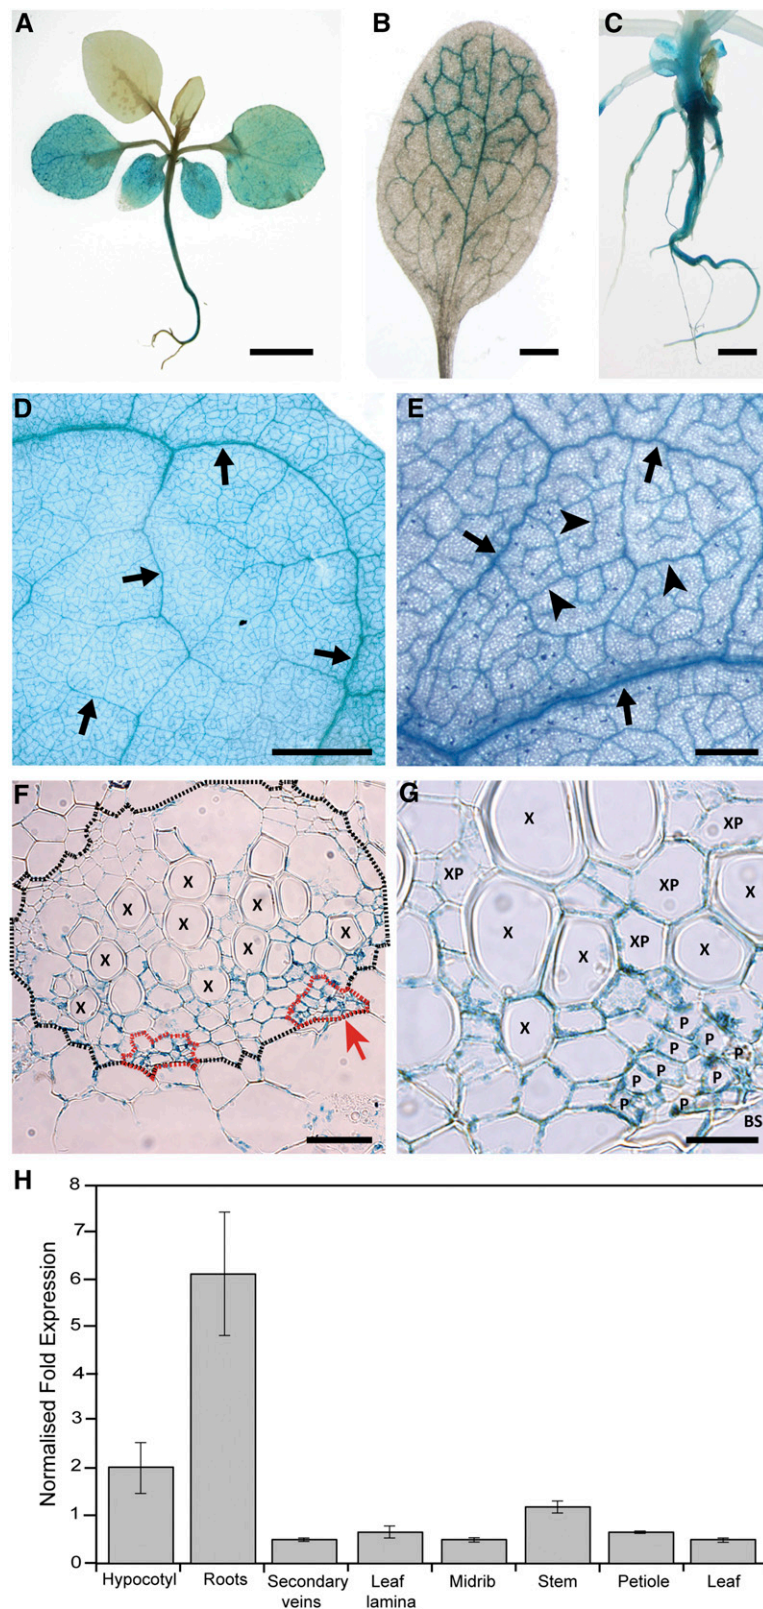 A
B
C
D
E
F
X
X
X
X
X
X
X
X
X
G
X
XP
XP
XP
X
X
X
XP
X
X
P
P
P
P
P
P
P
P
P
BS
H
Normalised Fold Expression
8
7
6
5
4
3
2
1
0
Hypocotyl
Roots
Secondary
veins
Leaf
lamina
Midrib
Stem
Petiole
Leaf